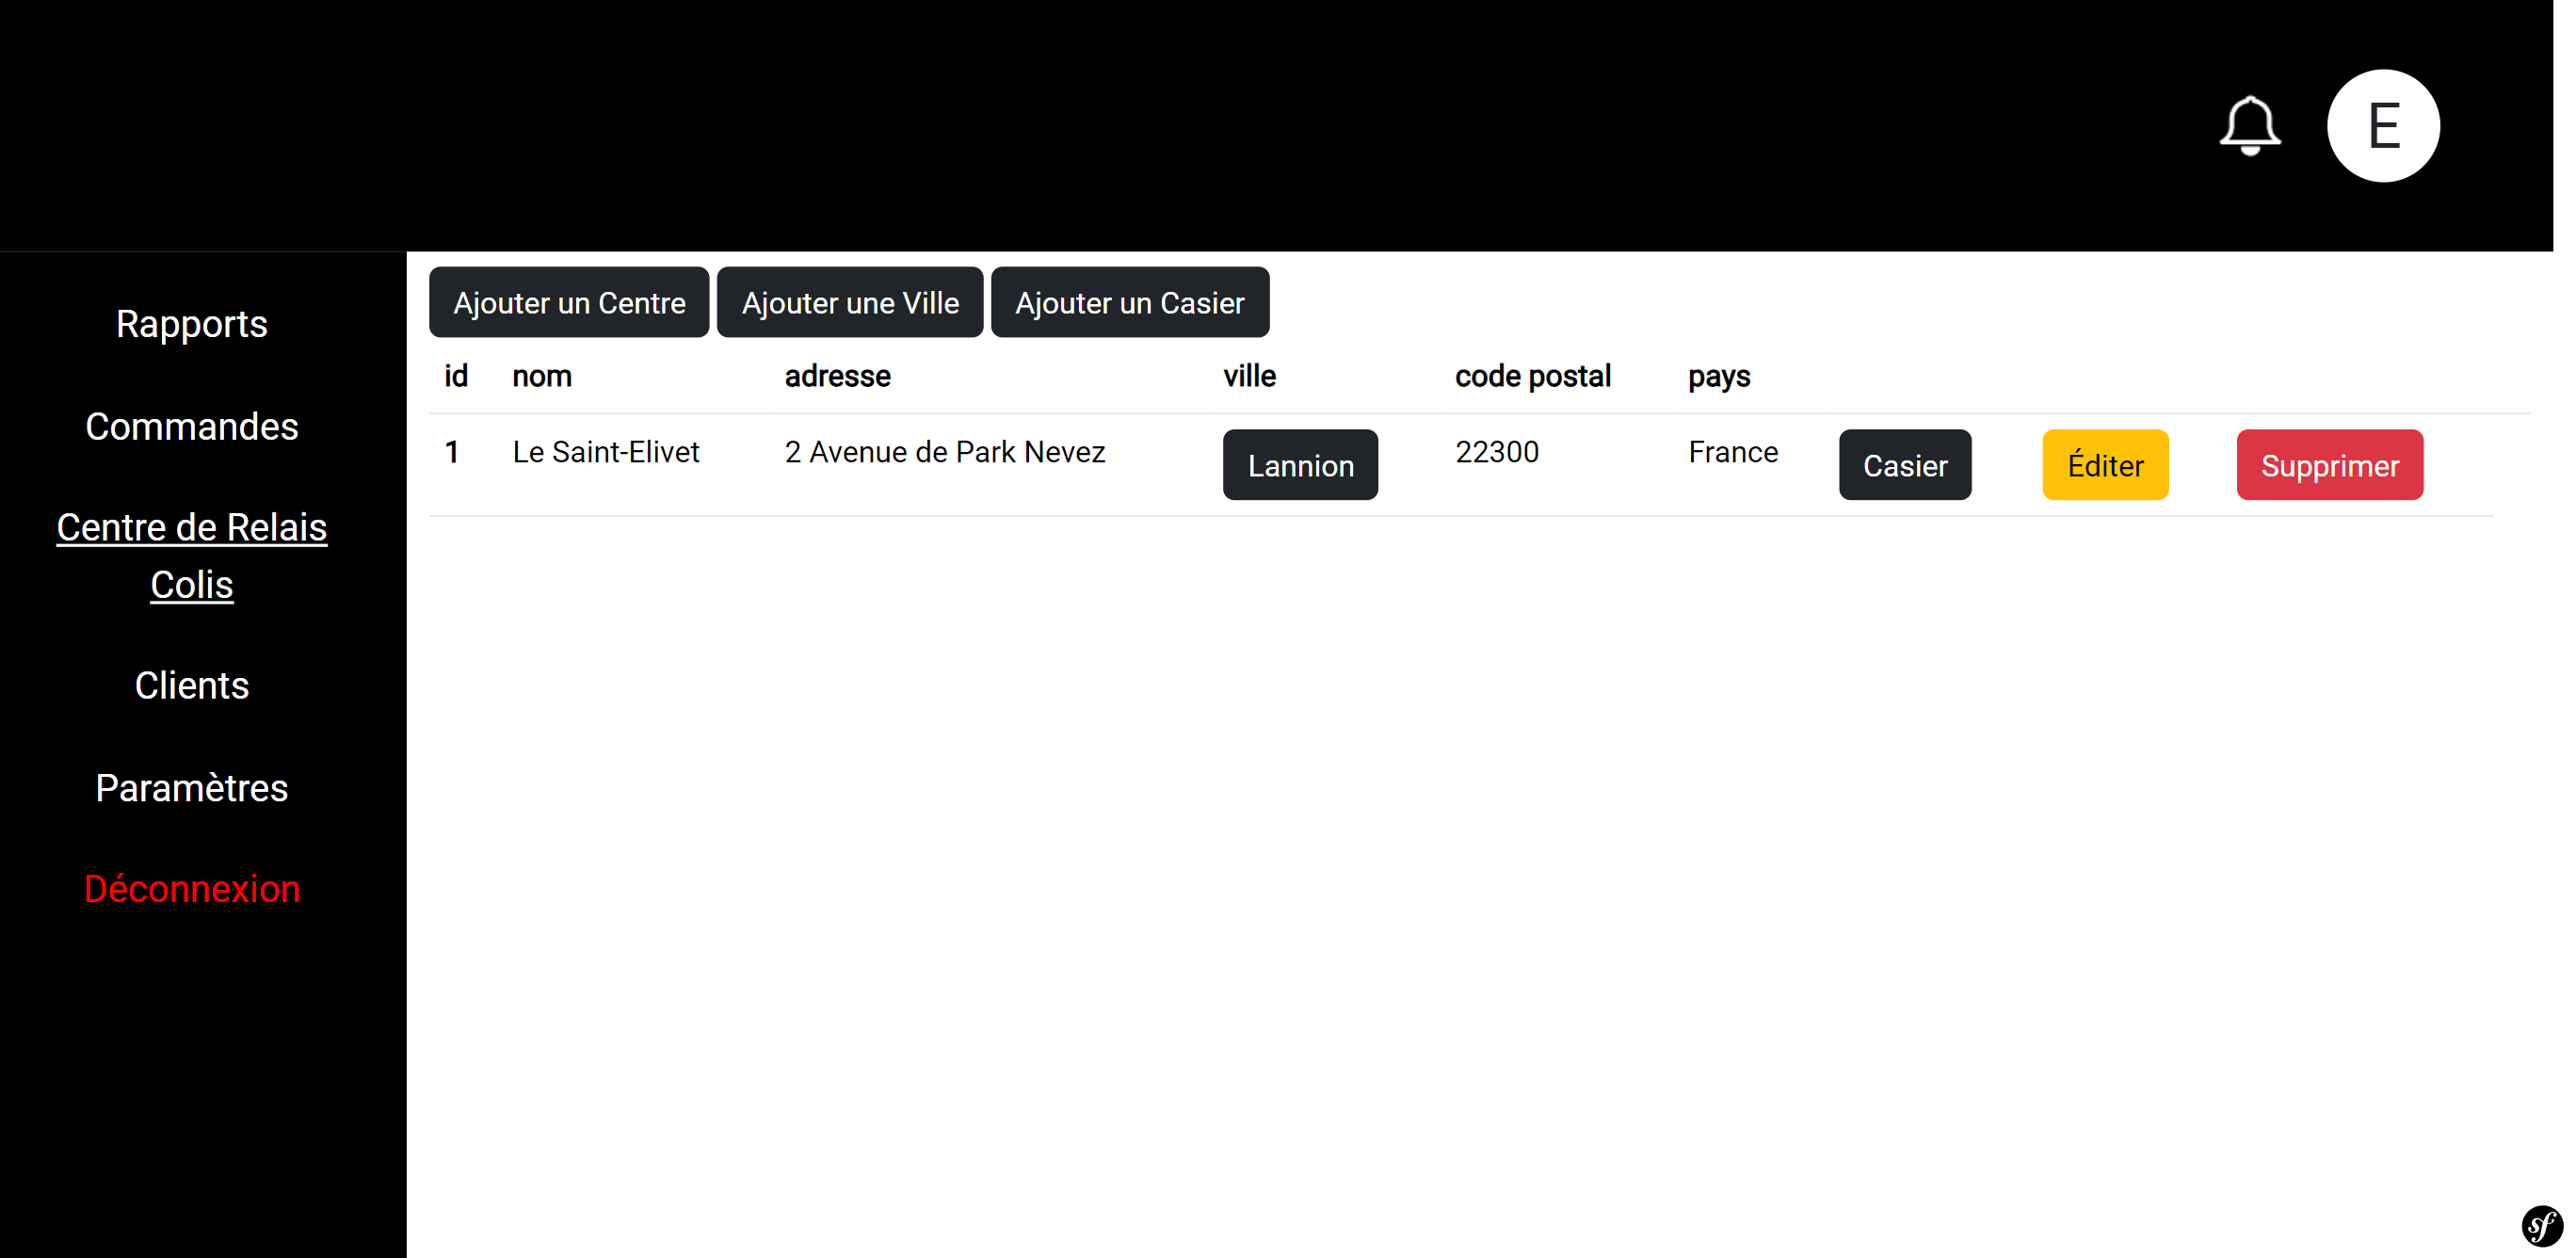 E
Rapports
Commandes
Centre de Relais
Colis
Clients
Paramètres
Déconnexion
Ajouter un Centre Ajouter une Ville Ajouter un Casier
id nom adresse ville code postal pays
1 Le Saint-Elivet 2 Avenue de Park Nevez Lannion 22300 France Casier Éditer Supprimer
sf